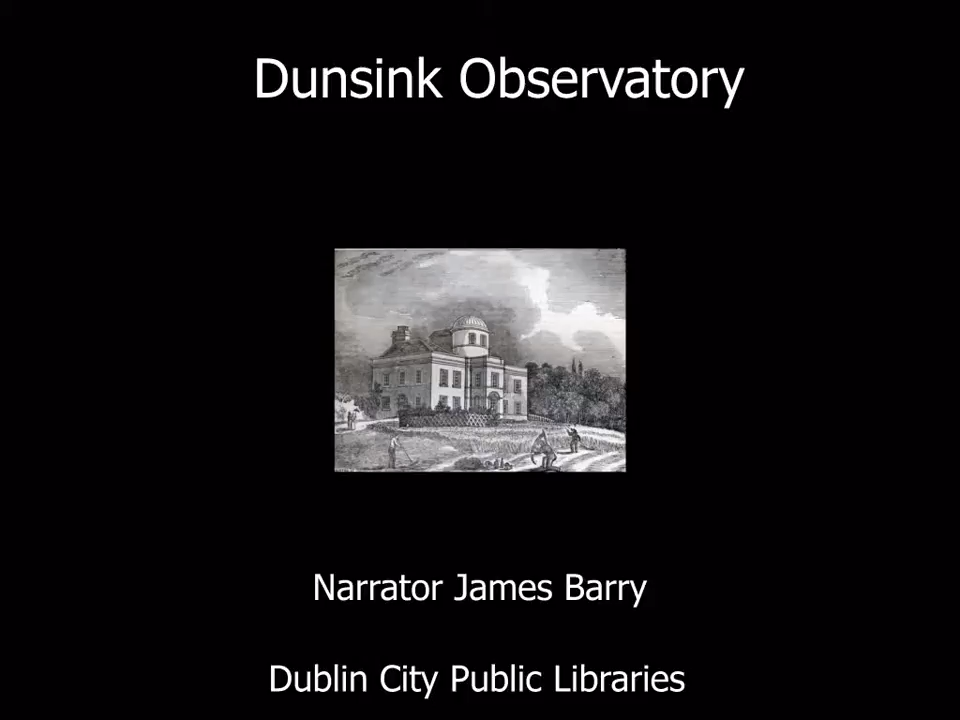 Dunsink Observatory
Narrator James Barry
Dublin City Public Libraries